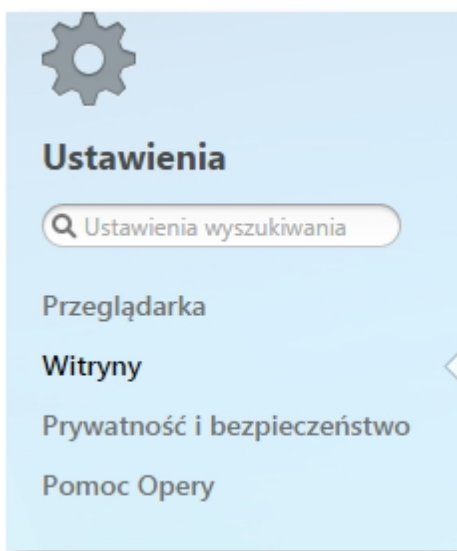 Ustawienia
Ustawienia wyszukiwania
Przeglądarka
Witryny
Prywatność i bezpieczeństwo
Pomoc Opery